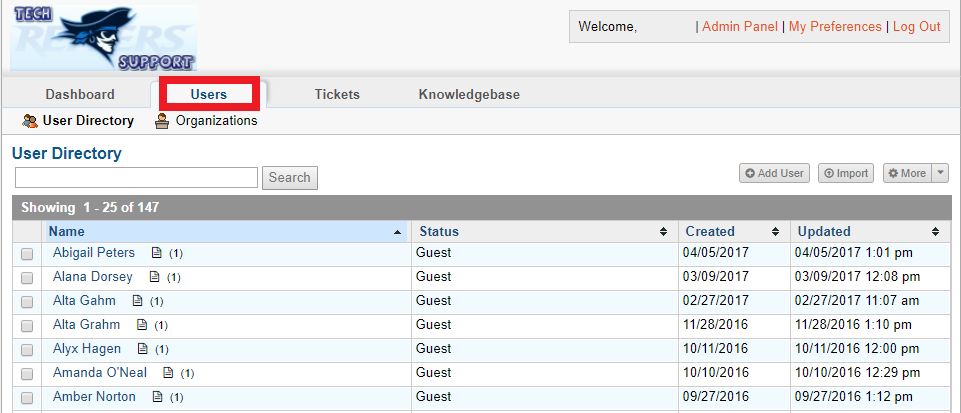 TECH
RE ERS
SUPPORT
Welcome, | Admin Panel | My Preferences | Log Out
Dashboard Users Tickets Knowledgebase
User Directory Organizations
User Directory
Search Add User Import More
Showing 1 - 25 of 147
Name Status Created Updated
Abigail Peters (1) Guest 04/05/2017 04/05/2017 1:01 pm
Alana Dorsey (1) Guest 03/09/2017 03/09/2017 12:08 pm
Alta Gahm (1) Guest 02/27/2017 02/27/2017 11:07 am
Alta Grahm (1) Guest 11/28/2016 11/28/2016 1:10 pm
Alyx Hagen (1) Guest 10/11/2016 10/11/2016 12:00 pm
Amanda O'Neal (1) Guest 10/10/2016 10/10/2016 12:29 pm
Amber Norton (1) Guest 09/27/2016 09/27/2016 1:12 pm